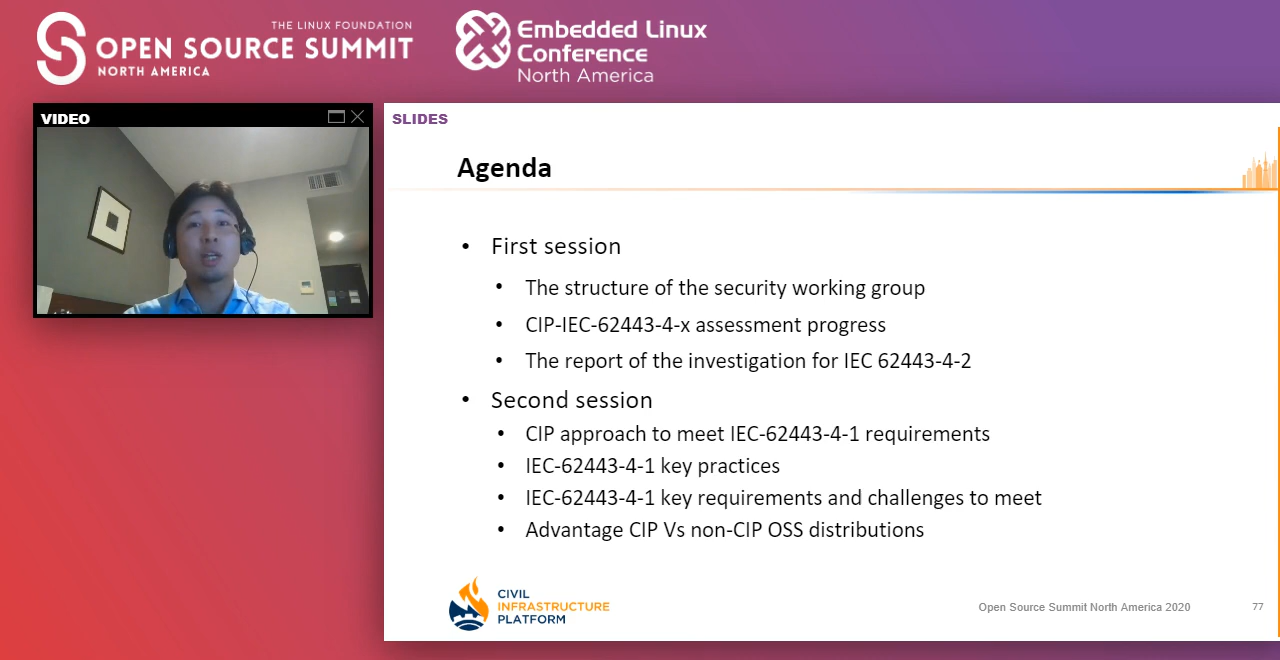 THE LINUX FOUNDATION
OPEN SOURCE SUMMIT
NORTH AMERICA
Embedded Linux
Conference
North America
VIDEO
SLIDES
Agenda
• First session
• The structure of the security working group
• CIP-IEC-62443-4-x assessment progress
• The report of the investigation for IEC 62443-4-2
• Second session
• CIP approach to meet IEC-62443-4-1 requirements
• IEC-62443-4-1 key practices
• IEC-62443-4-1 key requirements and challenges to meet
• Advantage CIP Vs non-CIP OSS distributions
CIVIL
INFRASTRUCTURE
PLATFORM
Open Source Summit North America 2020
77